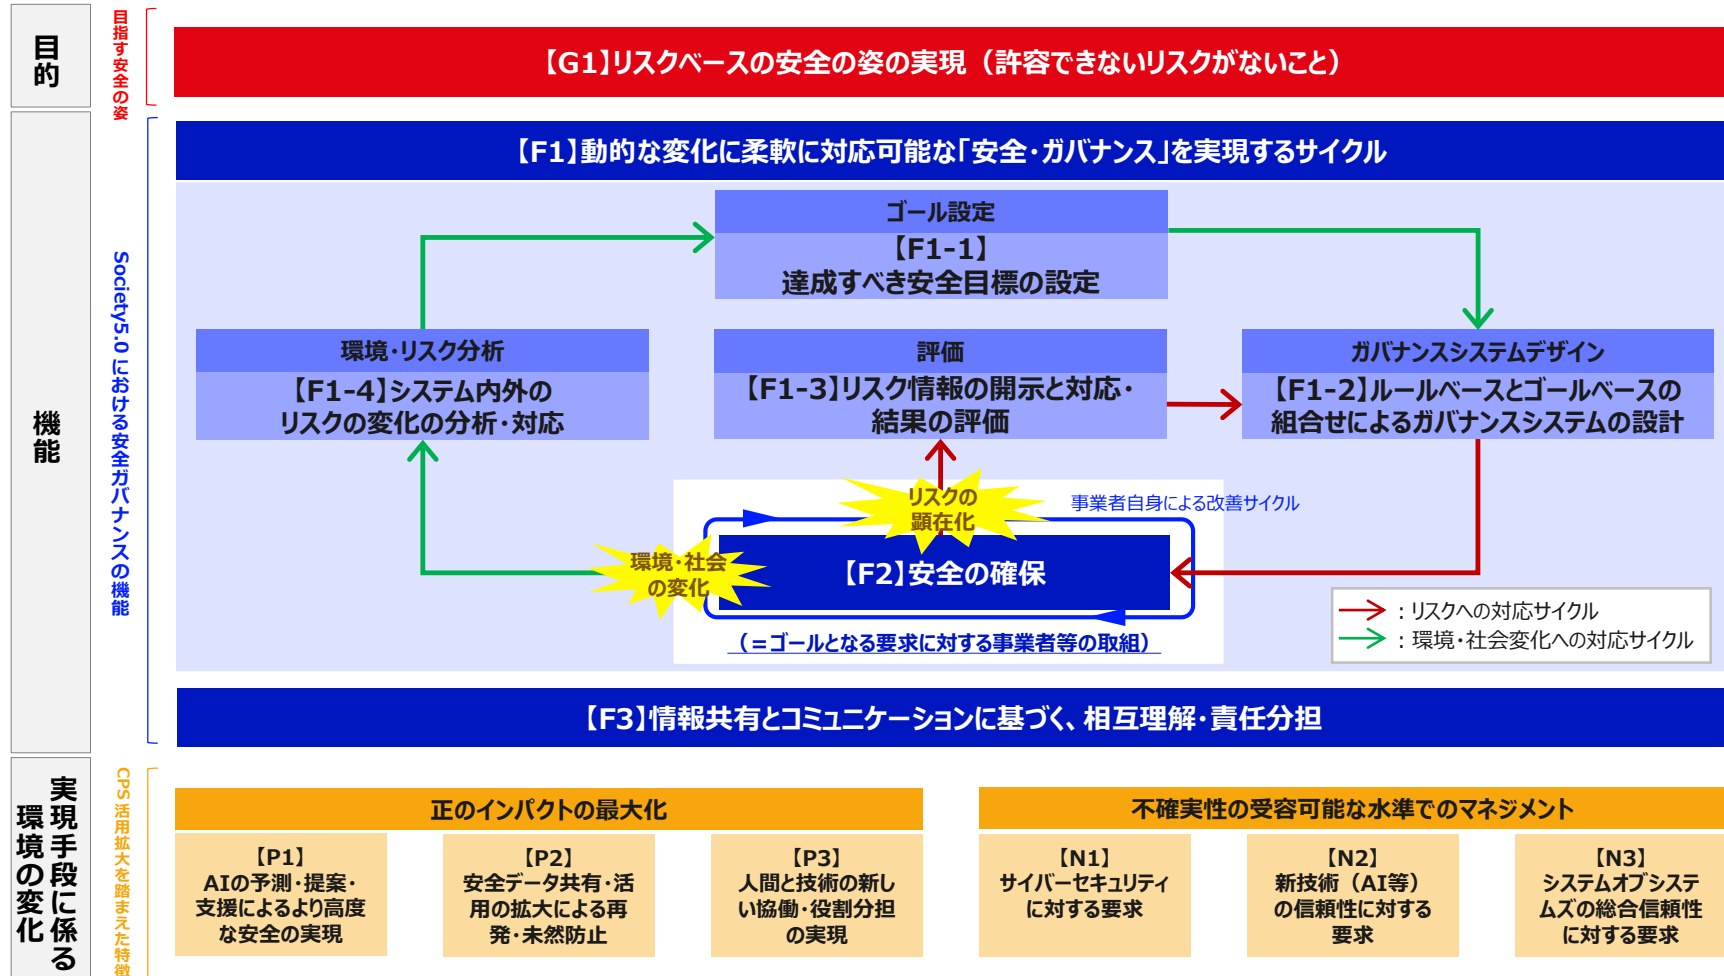 目的
目指す安全の姿
【G1】リスクベースの安全の姿の実現（許容できないリスクがないこと）
機能
Society5.0 における安全ガバナンスの機能
【F1】動的な変化に柔軟に対応可能な「安全・ガバナンス」を実現するサイクル
ゴール設定
【F1-1】
達成すべき安全目標の設定
環境・リスク分析
【F1-4】システム内外の
リスクの変化の分析・対応
評価
【F1-3】リスク情報の開示と対応・
結果の評価
ガバナンスシステムデザイン
【F1-2】ルールベースとゴールベースの
組合せによるガバナンスシステムの設計
リスクの
顕在化
事業者自身による改善サイクル
環境・社会
の変化
【F2】安全の確保
（＝ゴールとなる要求に対する事業者等の取組）
：リスクへの対応サイクル
：環境・社会変化への対応サイクル
【F3】情報共有とコミュニケーションに基づく、相互理解・責任分担
実現手段に係る
環境の変化
CPS 活用拡大を踏まえた特徴
正のインパクトの最大化
【P1】
AIの予測・提案・
支援によるより高度
な安全の実現
【P2】
安全データ共有・活
用の拡大による再
発・未然防止
【P3】
人間と技術の新し
い協働・役割分担
の実現
不確実性の受容可能な水準でのマネジメント
【N1】
サイバーセキュリティ
に対する要求
【N2】
新技術（AI等）
の信頼性に対する
要求
【N3】
システムオブシステ
ムズの総合信頼性
に対する要求